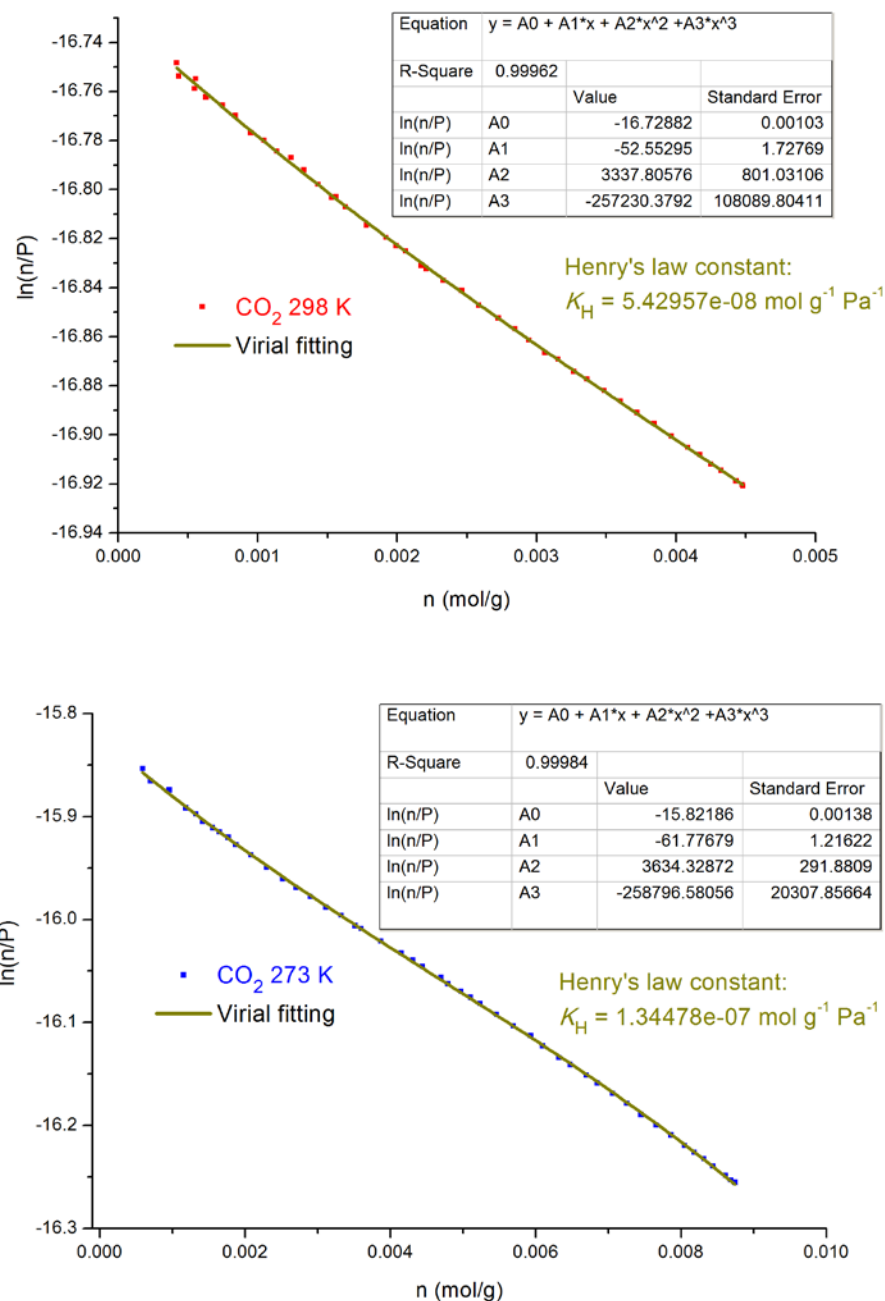 Equation y = A0 + A1*x + A2*x^2 +A3*x^3
R-Square 0.99962
Value Standard Error
ln(n/P) A0 -16.72882 0.00103
ln(n/P) A1 -52.55295 1.72769
ln(n/P) A2 3337.80576 801.03106
ln(n/P) A3 -257230.3792 108089.80411
-16.74
-16.76
-16.78
-16.80
-16.82
-16.84
-16.86
-16.88
-16.90
-16.92
-16.94
ln(n/P)
Henry's law constant:
K_H = 5.42957e-08 mol g⁻¹ Pa⁻¹
CO₂ 298 K
Virial fitting
0.000 0.001 0.002 0.003 0.004 0.005
n (mol/g)
Equation y = A0 + A1*x + A2*x^2 +A3*x^3
R-Square 0.99984
Value Standard Error
ln(n/P) A0 -15.82186 0.00138
ln(n/P) A1 -61.77679 1.21622
ln(n/P) A2 3634.32872 291.8809
ln(n/P) A3 -258796.58056 20307.85664
-15.8
-15.9
-16.0
-16.1
-16.2
-16.3
ln(n/P)
CO₂ 273 K
Virial fitting
Henry's law constant:
K_H = 1.34478e-07 mol g⁻¹ Pa⁻¹
0.000 0.002 0.004 0.006 0.008 0.010
n (mol/g)